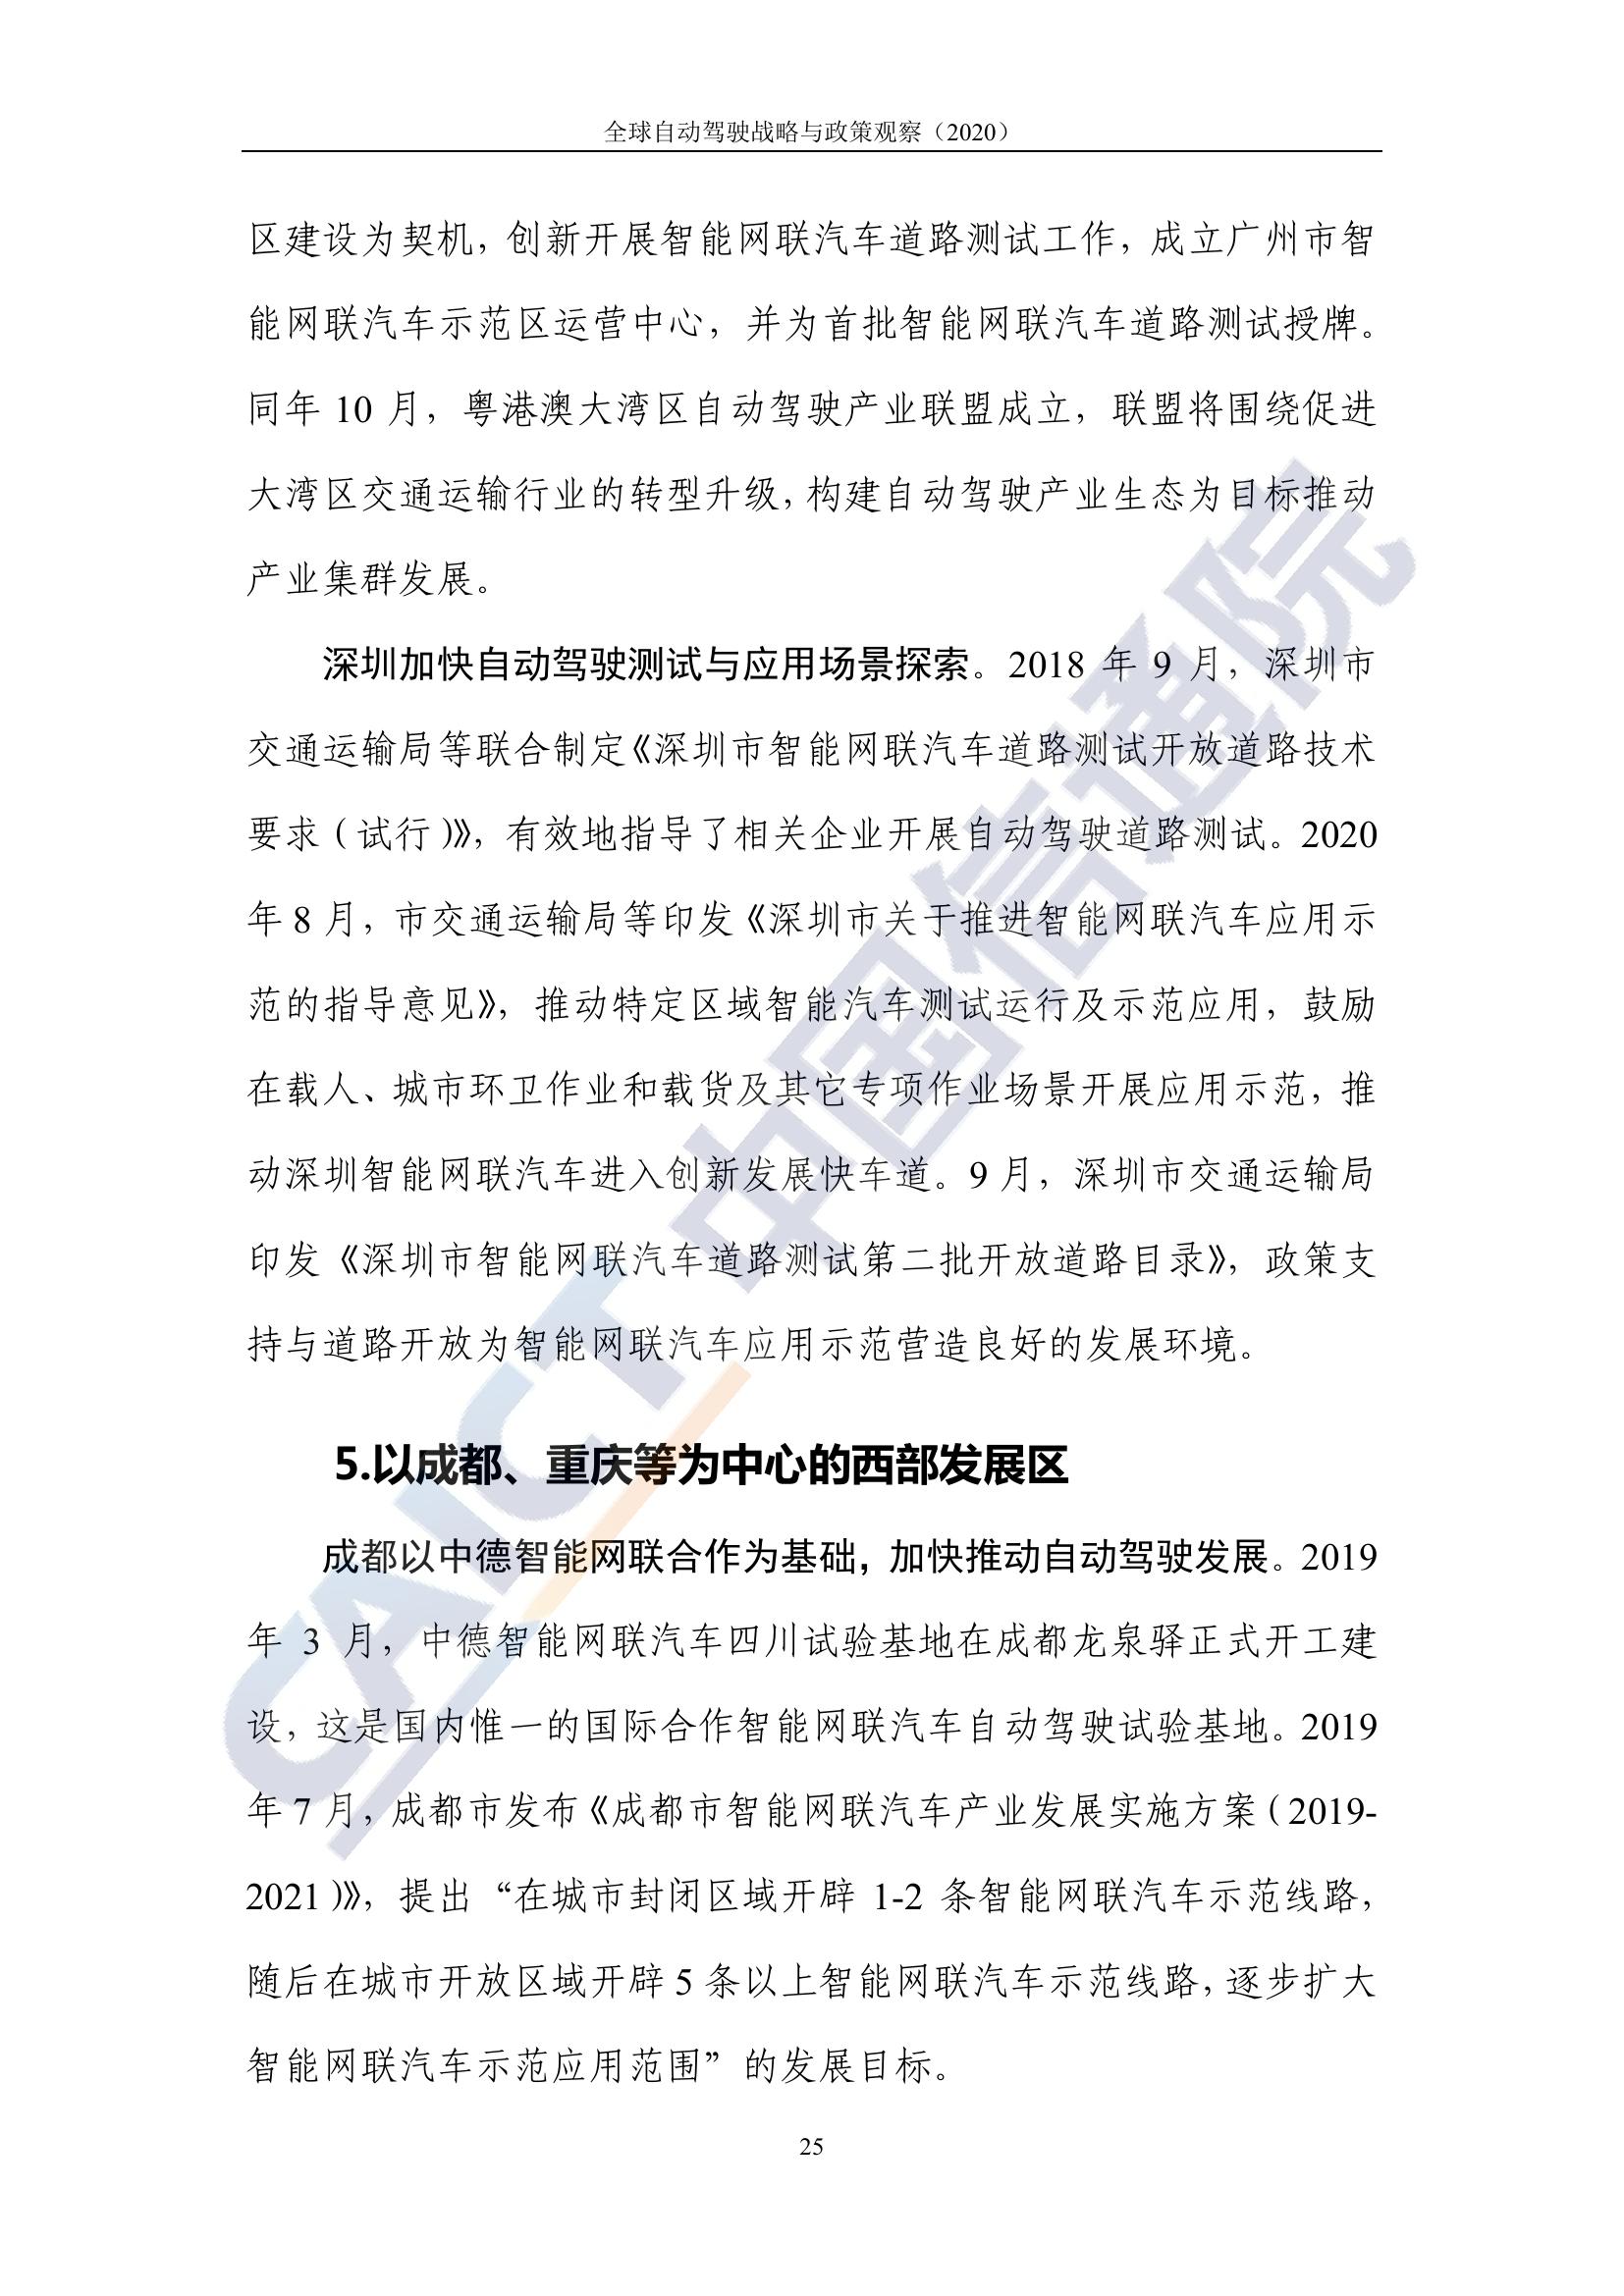 全球自动驾驶战略与政策观察（2020）
区建设为契机，创新开展智能网联汽车道路测试工作，成立广州市智
能网联汽车示范区运营中心，并为首批智能网联汽车道路测试授牌。
同年 10 月，粤港澳大湾区自动驾驶产业联盟成立，联盟将围绕促进
大湾区交通运输行业的转型升级，构建自动驾驶产业生态为目标推动
产业集群发展。
深圳加快自动驾驶测试与应用场景探索。2018 年 9 月，深圳市
交通运输局等联合制定《深圳市智能网联汽车道路测试开放道路技术
要求（试行）》，有效地指导了相关企业开展自动驾驶道路测试。2020
年 8 月，市交通运输局等印发《深圳市关于推进智能网联汽车应用示
范的指导意见》，推动特定区域智能汽车测试运行及示范应用，鼓励
在载人、城市环卫作业和载货及其它专项作业场景开展应用示范，推
动深圳智能网联汽车进入创新发展快车道。9 月，深圳市交通运输局
印发《深圳市智能网联汽车道路测试第二批开放道路目录》，政策支
持与道路开放为智能网联汽车应用示范营造良好的发展环境。
5.以成都、重庆等为中心的西部发展区
成都以中德智能网联合作为基础，加快推动自动驾驶发展。2019
年 3 月，中德智能网联汽车四川试验基地在成都龙泉驿正式开工建
设，这是国内惟一的国际合作智能网联汽车自动驾驶试验基地。2019
年 7 月，成都市发布《成都市智能网联汽车产业发展实施方案（2019-
2021）》，提出“在城市封闭区域开辟 1-2 条智能网联汽车示范线路，
随后在城市开放区域开辟 5 条以上智能网联汽车示范线路，逐步扩大
智能网联汽车示范应用范围”的发展目标。
25
CAICT 中国信通院